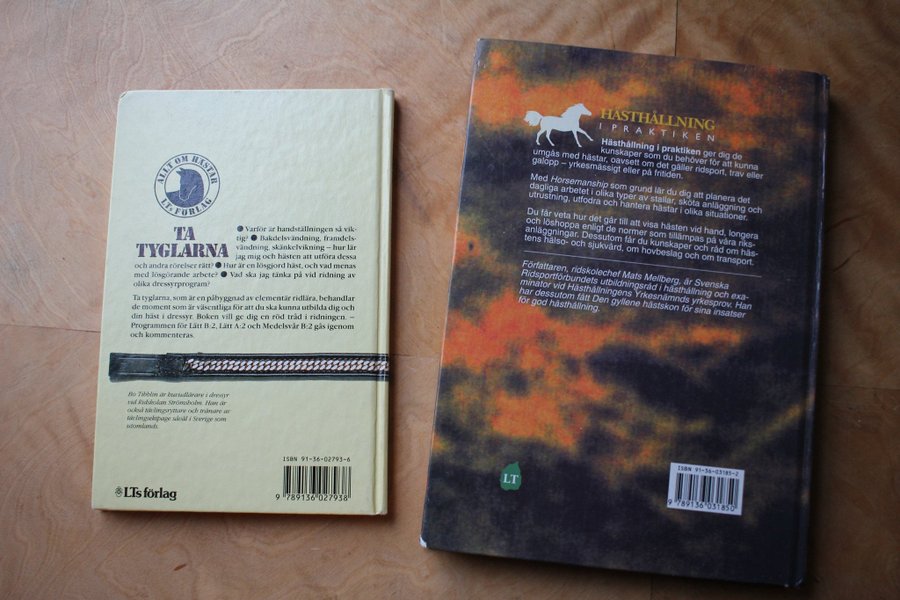 ALLT OM HÄSTAR
LTs FÖRLAG
TA
TYGLARNA
● Varför är handställningen så vik-
tig? ● Bakdelsvändning, framdels-
vändning, skänkelvikning – hur lär
jag mig och hästen att utföra dessa
och andra rörelser rätt? ● Hur är en lösgjord häst, och vad menas
med lösgörande arbete? ● Vad ska jag tänka på vid ridning av
olika dressyrprogram?
Ta tyglarna, som är en påbyggnad av elementär ridlära, behandlar
de moment som är väsentliga för att du ska kunna utbilda dig och
din häst i dressyr. Boken vill ge dig en röd tråd i ridningen. –
Programmen för Lätt B:2, Lätt A:2 och Medelsvår B:2 gås igenom
och kommenteras.
Bo Tibblin är huvudlärare i dressyr
vid Ridskolan Strömsholm. Han är
också tävlingsryttare och tränare av
tävlingsekipage såväl i Sverige som
utomlands.
ISBN 91-36-02793-6
9 789136 027938
LTs förlag
HÄSTHÅLLNING
I PRAKTIKEN
Hästhållning i praktiken ger dig de
kunskaper som du behöver för att kunna
umgås med hästar, oavsett om det gäller ridsport, trav eller
galopp – yrkesmässigt eller på fritiden.
Med Horsemanship som grund lär du dig att planera det
dagliga arbetet i olika typer av stallar, sköta anläggning och
utrustning, utfodra och hantera hästar i olika situationer.
Du får veta hur det går till att visa hästen vid hand, longera
och löshoppa enligt de normer som tillämpas på våra riks-
anläggningar. Dessutom får du kunskaper och råd om häs-
tens hälso- och sjukvård, om hovbeslag och om transport.
Författaren, ridskolechef Mats Mellberg, är Svenska
Ridsportförbundets utbildningsråd i hästhållning och exa-
minator vid Hästhållningens Yrkesnämnds yrkesprov. Han
har dessutom fått Den gyllene hästskon för sina insatser
för god hästhållning.
LT
ISBN 91-36-03185-2
9 789136 031850